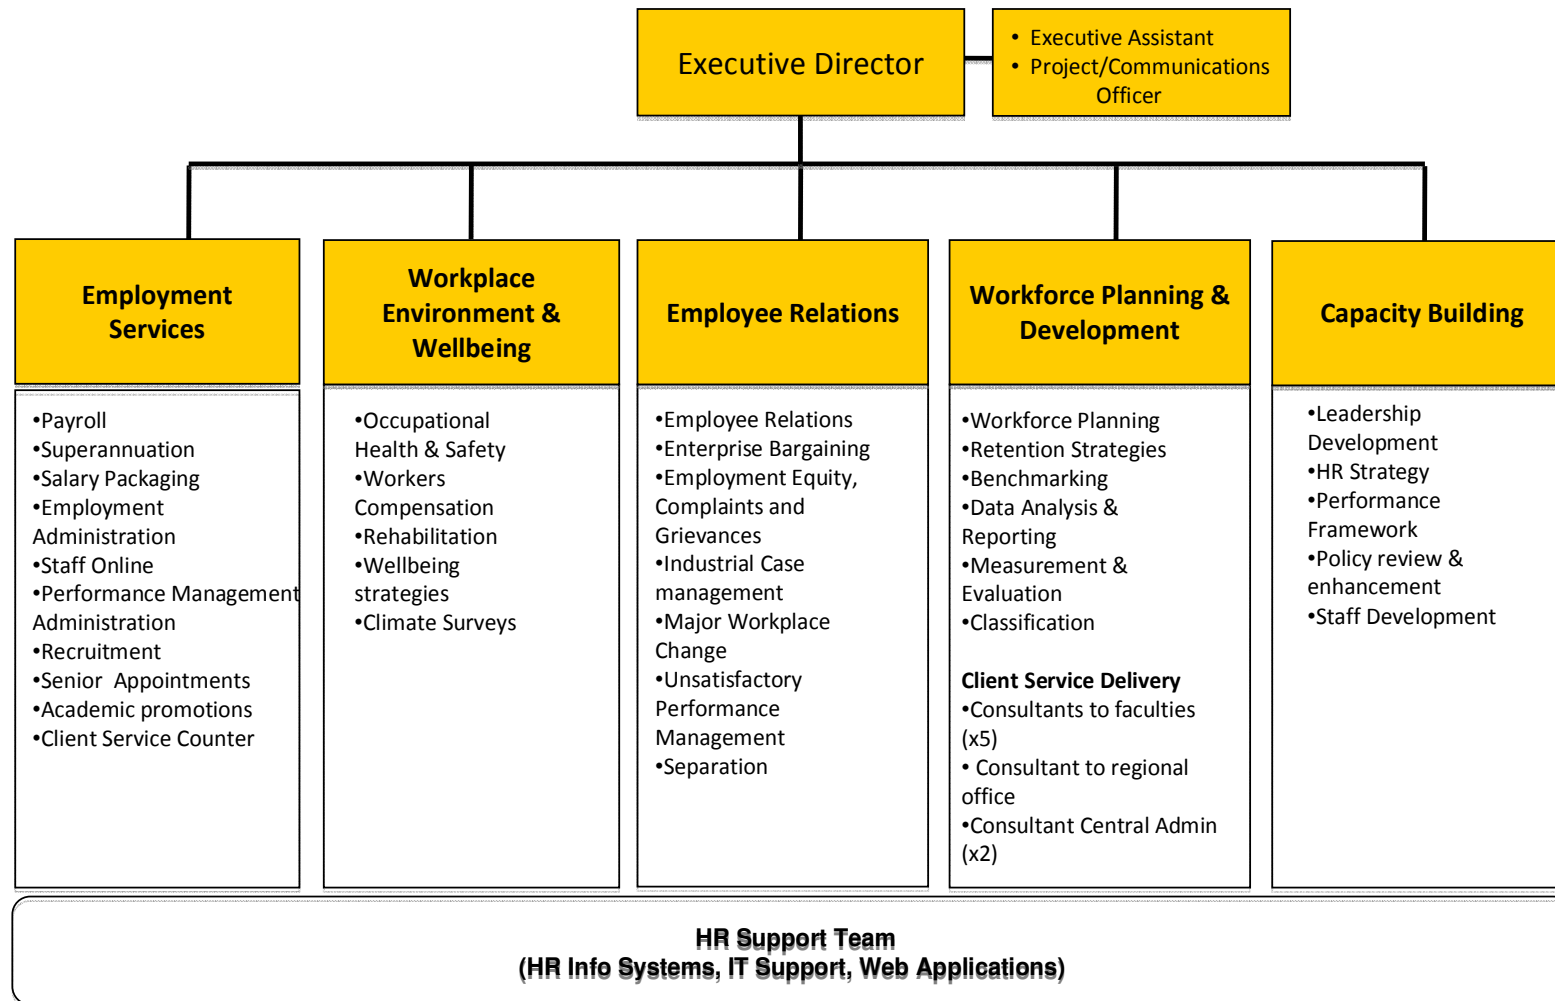 Executive Director
• Executive Assistant
• Project/Communications
Officer
Employment
Services
Workplace
Environment &
Wellbeing
Employee Relations
Workforce Planning &
Development
Capacity Building
•Payroll
•Superannuation
•Salary Packaging
•Employment
Administration
•Staff Online
•Performance Management
Administration
•Recruitment
•Senior Appointments
•Academic promotions
•Client Service Counter
•Occupational
Health & Safety
•Workers
Compensation
•Rehabilitation
•Wellbeing
strategies
•Climate Surveys
•Employee Relations
•Enterprise Bargaining
•Employment Equity,
Complaints and
Grievances
•Industrial Case
management
•Major Workplace
Change
•Unsatisfactory
Performance
Management
•Separation
•Workforce Planning
•Retention Strategies
•Benchmarking
•Data Analysis &
Reporting
•Measurement &
Evaluation
•Classification
Client Service Delivery
•Consultants to faculties
(x5)
• Consultant to regional
office
•Consultant Central Admin
(x2)
•Leadership
Development
•HR Strategy
•Performance
Framework
•Policy review &
enhancement
•Staff Development
HR Support Team
(HR Info Systems, IT Support, Web Applications)